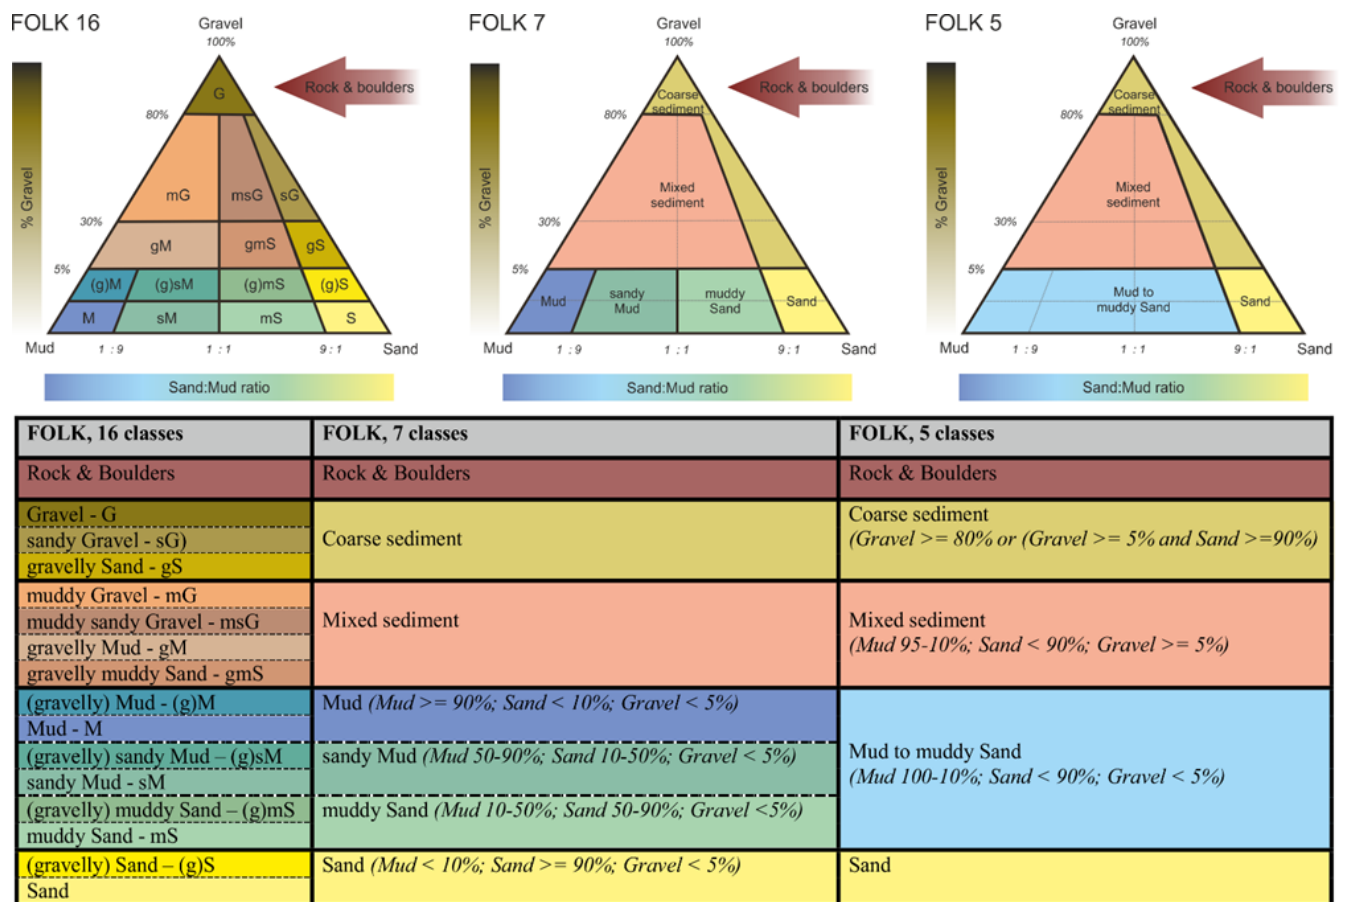 FOLK 16
Gravel
100%
Rock & boulders
G
80%
% Gravel
mG
msG
sG
30%
gM
gmS
gS
5%
(g)M
(g)sM
(g)mS
(g)S
M
sM
mS
S
Mud
1 : 9
1 : 1
9 : 1
Sand
Sand:Mud ratio
FOLK 7
Gravel
100%
Rock & boulders
Coarse
sediment
80%
% Gravel
Mixed
sediment
30%
5%
Mud
sandy
Mud
muddy
Sand
Sand
Mud
1 : 9
1 : 1
9 : 1
Sand
Sand:Mud ratio
FOLK 5
Gravel
100%
Rock & boulders
Coarse
sediment
80%
% Gravel
Mixed
sediment
30%
5%
Mud to
muddy Sand
Sand
Mud
1 : 9
1 : 1
9 : 1
Sand
Sand:Mud ratio
FOLK, 16 classes
FOLK, 7 classes
FOLK, 5 classes
Rock & Boulders
Rock & Boulders
Rock & Boulders
Gravel - G
sandy Gravel - sG)
gravelly Sand - gS
Coarse sediment
Coarse sediment
(Gravel >= 80% or (Gravel >= 5% and Sand >=90%)
muddy Gravel - mG
muddy sandy Gravel - msG
gravelly Mud - gM
gravelly muddy Sand - gmS
Mixed sediment
Mixed sediment
(Mud 95-10%; Sand < 90%; Gravel >= 5%)
(gravelly) Mud - (g)M
Mud - M
Mud (Mud >= 90%; Sand < 10%; Gravel < 5%)
(gravelly) sandy Mud – (g)sM
sandy Mud - sM
sandy Mud (Mud 50-90%; Sand 10-50%; Gravel < 5%)
(gravelly) muddy Sand – (g)mS
muddy Sand - mS
muddy Sand (Mud 10-50%; Sand 50-90%; Gravel <5%)
Mud to muddy Sand
(Mud 100-10%; Sand < 90%; Gravel < 5%)
(gravelly) Sand – (g)S
Sand
Sand (Mud < 10%; Sand >= 90%; Gravel < 5%)
Sand